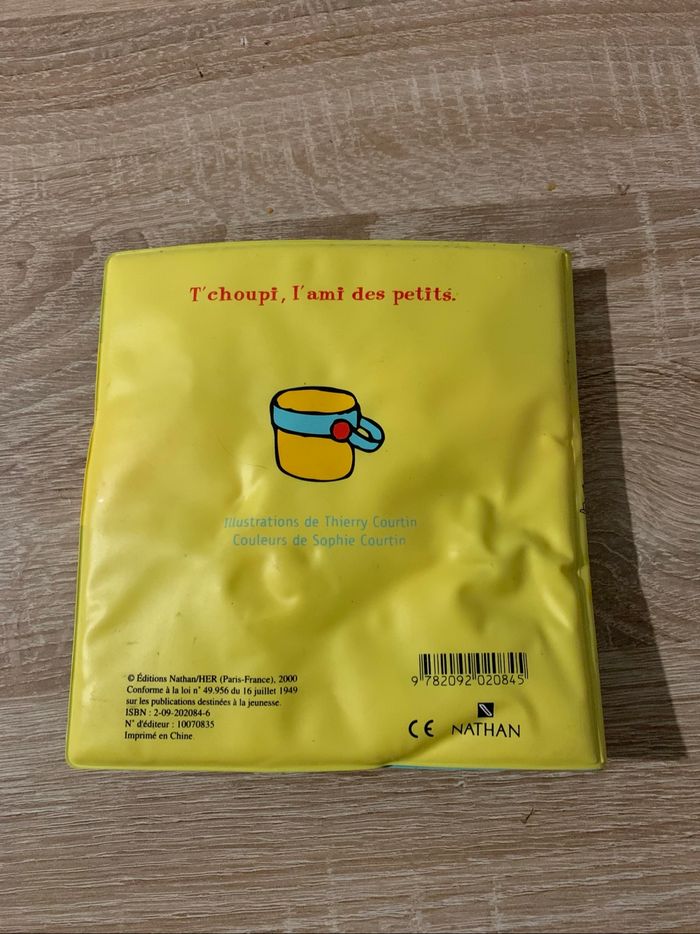 T'choupi, l'ami des petits.
Illustrations de Thierry Courtin
Couleurs de Sophie Courtin
© Éditions Nathan/HER (Paris-France), 2000
Conforme à la loi n° 49.956 du 16 juillet 1949
sur les publications destinées à la jeunesse.
ISBN : 2-09-202084-6
N° d'éditeur : 10070835
Imprimé en Chine
9 782092 020845
CE NATHAN